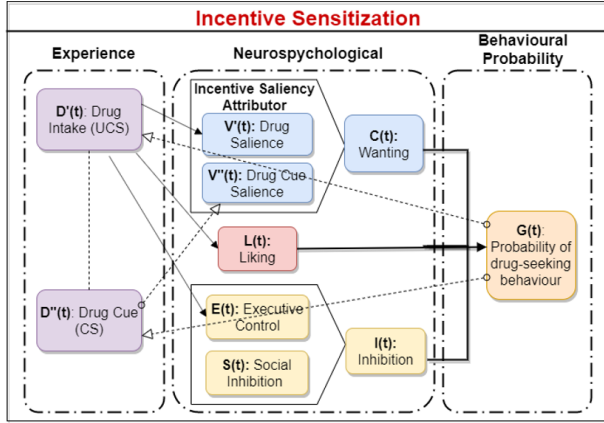 Incentive Sensitization
Experience
Neurospychological
Behavioural
Probability
Incentive Saliency
Attributor
D'(t): Drug
Intake (UCS)
V'(t): Drug
Salience
V"(t): Drug Cue
Salience
C(t):
Wanting
L(t):
Liking
G(t):
Probability of
drug-seeking
behaviour
D"(t): Drug Cue
(CS)
E(t): Executive
Control
S(t): Social
Inhibition
I(t):
Inhibition